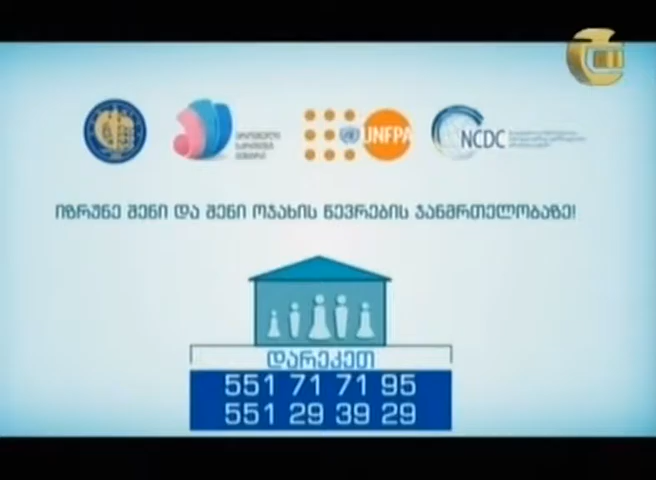 UNFPA
NCDC
იზრუნე შენი და შენი ოჯახის წევრების ჯანმრთელობაზე!
დარეკეთ
551 71 71 95
551 29 39 29